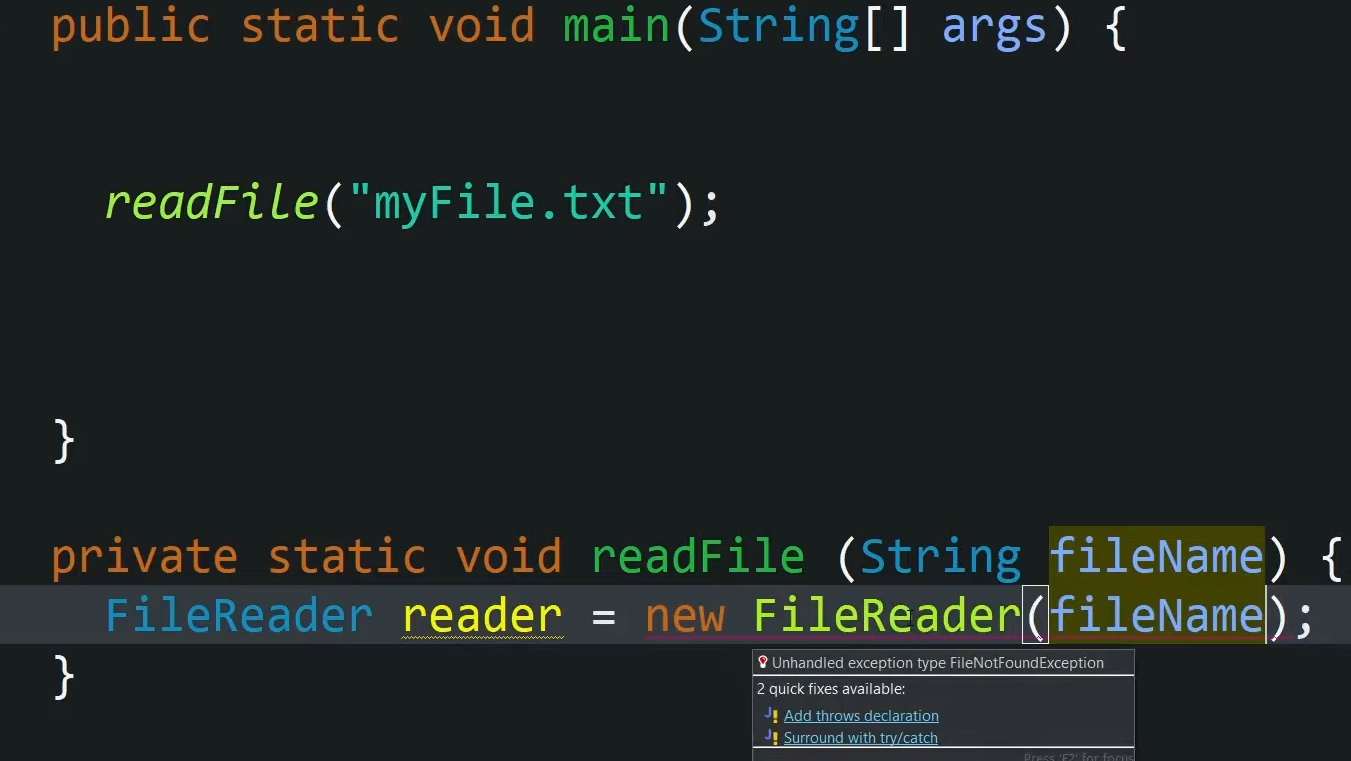 public static void main(String[] args) {
readFile("myFile.txt");
}
private static void readFile (String fileName) {
FileReader reader = new FileReader(fileName);
}
Unhandled exception type FileNotFoundException
2 quick fixes available:
Add throws declaration
Surround with try/catch
Press 'F2' for focus